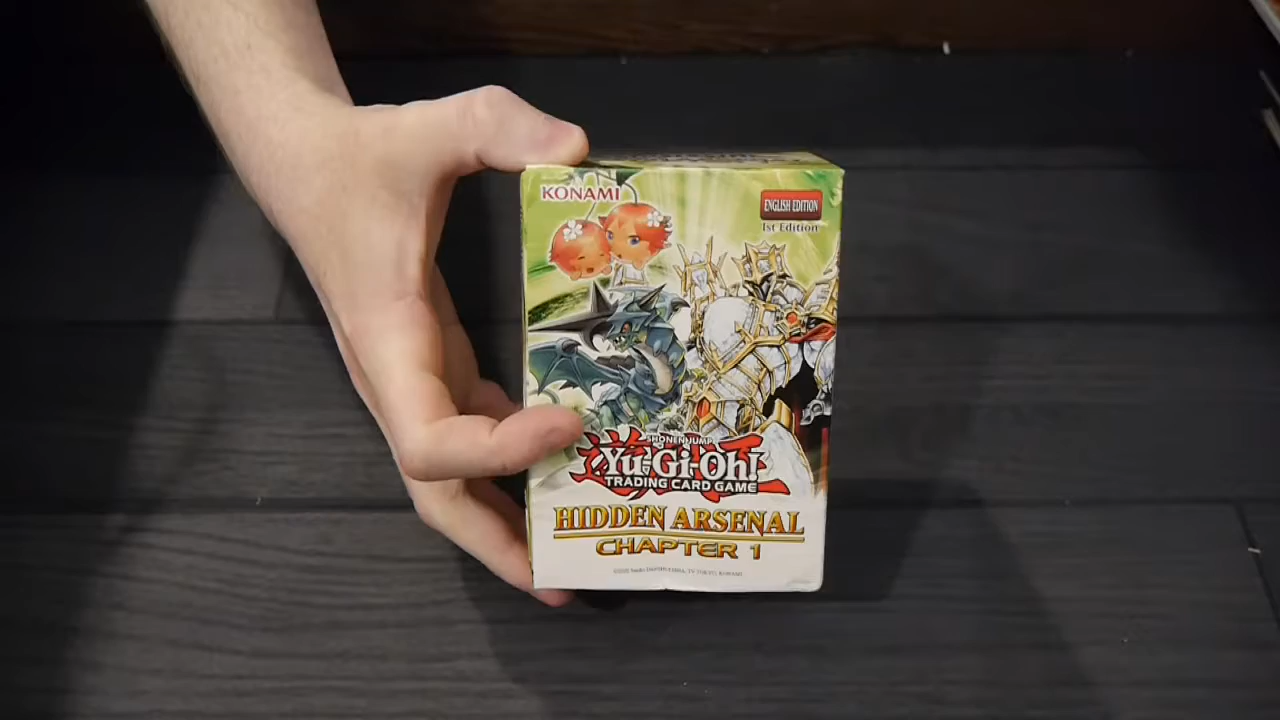 KONAMI
ENGLISH EDITION
1st Edition
SHONEN JUMP
Yu-Gi-Oh!
TRADING CARD GAME
HIDDEN ARSENAL
CHAPTER 1